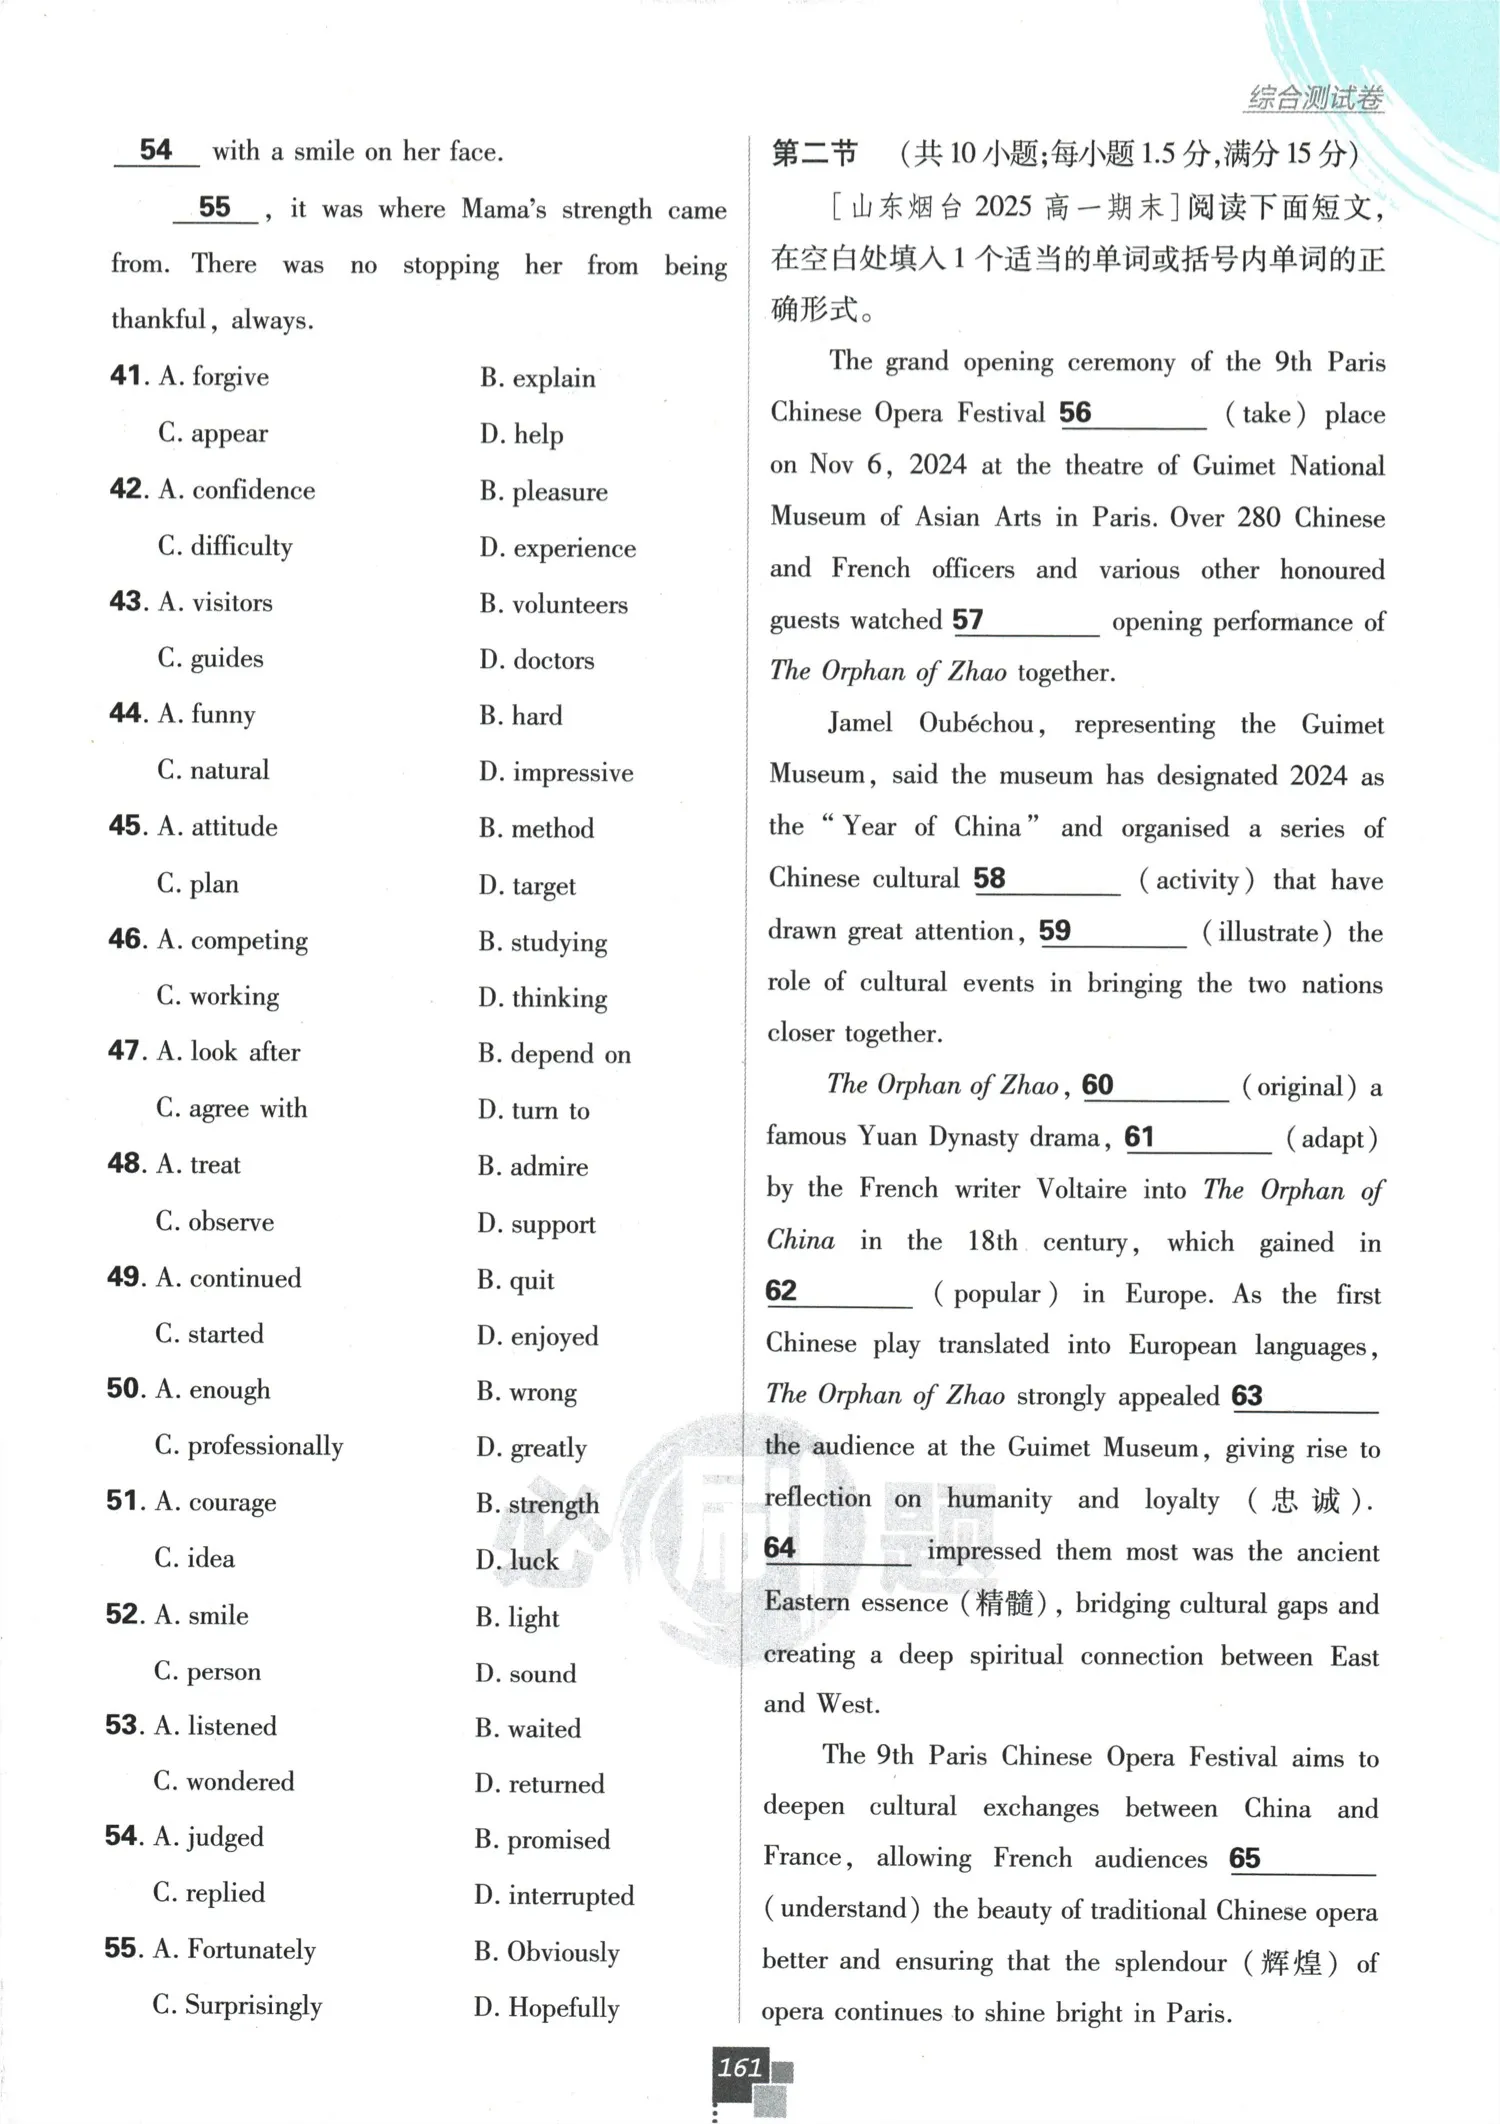 综合测试卷
54 with a smile on her face.
55, it was where Mama's strength came
from. There was no stopping her from being
thankful, always.
41. A. forgive B. explain
C. appear D. help
42. A. confidence B. pleasure
C. difficulty D. experience
43. A. visitors B. volunteers
C. guides D. doctors
44. A. funny B. hard
C. natural D. impressive
45. A. attitude B. method
C. plan D. target
46. A. competing B. studying
C. working D. thinking
47. A. look after B. depend on
C. agree with D. turn to
48. A. treat B. admire
C. observe D. support
49. A. continued B. quit
C. started D. enjoyed
50. A. enough B. wrong
C. professionally D. greatly
51. A. courage B. strength
C. idea D. luck
52. A. smile B. light
C. person D. sound
53. A. listened B. waited
C. wondered D. returned
54. A. judged B. promised
C. replied D. interrupted
55. A. Fortunately B. Obviously
C. Surprisingly D. Hopefully
第二节 (共10小题;每小题1.5分,满分15分)
[山东烟台2025高一期末]阅读下面短文,
在空白处填入1个适当的单词或括号内单词的正
确形式。
The grand opening ceremony of the 9th Paris
Chinese Opera Festival 56 (take) place
on Nov 6, 2024 at the theatre of Guimet National
Museum of Asian Arts in Paris. Over 280 Chinese
and French officers and various other honoured
guests watched 57 opening performance of
The Orphan of Zhao together.
Jamel Oubéchou, representing the Guimet
Museum, said the museum has designated 2024 as
the "Year of China" and organised a series of
Chinese cultural 58 (activity) that have
drawn great attention, 59 (illustrate) the
role of cultural events in bringing the two nations
closer together.
The Orphan of Zhao, 60 (original) a
famous Yuan Dynasty drama, 61 (adapt)
by the French writer Voltaire into The Orphan of
China in the 18th century, which gained in
62 (popular) in Europe. As the first
Chinese play translated into European languages,
The Orphan of Zhao strongly appealed 63
the audience at the Guimet Museum, giving rise to
reflection on humanity and loyalty (忠诚).
64 impressed them most was the ancient
Eastern essence (精髓), bridging cultural gaps and
creating a deep spiritual connection between East
and West.
The 9th Paris Chinese Opera Festival aims to
deepen cultural exchanges between China and
France, allowing French audiences 65
(understand) the beauty of traditional Chinese opera
better and ensuring that the splendour (辉煌) of
opera continues to shine bright in Paris.
必刷题
161